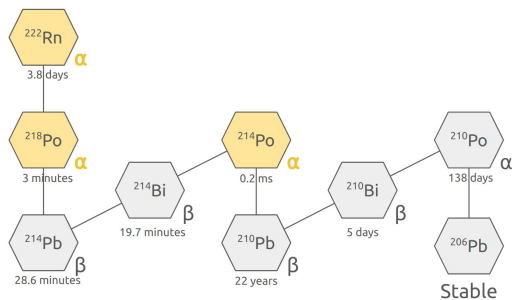 ²²²Rn
α
3.8 days
²¹⁸Po
α
3 minutes
²¹⁴Po
α
0.2 ms
²¹⁰Po
α
138 days
²¹⁴Bi
β
19.7 minutes
²¹⁰Bi
β
5 days
²¹⁴Pb
β
28.6 minutes
²¹⁰Pb
β
22 years
²⁰⁶Pb
Stable